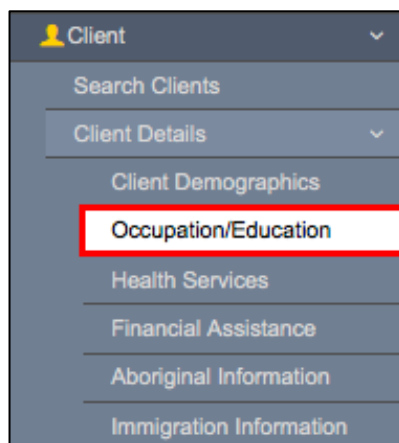 Client
Search Clients
Client Details
Client Demographics
Occupation/Education
Health Services
Financial Assistance
Aboriginal Information
Immigration Information